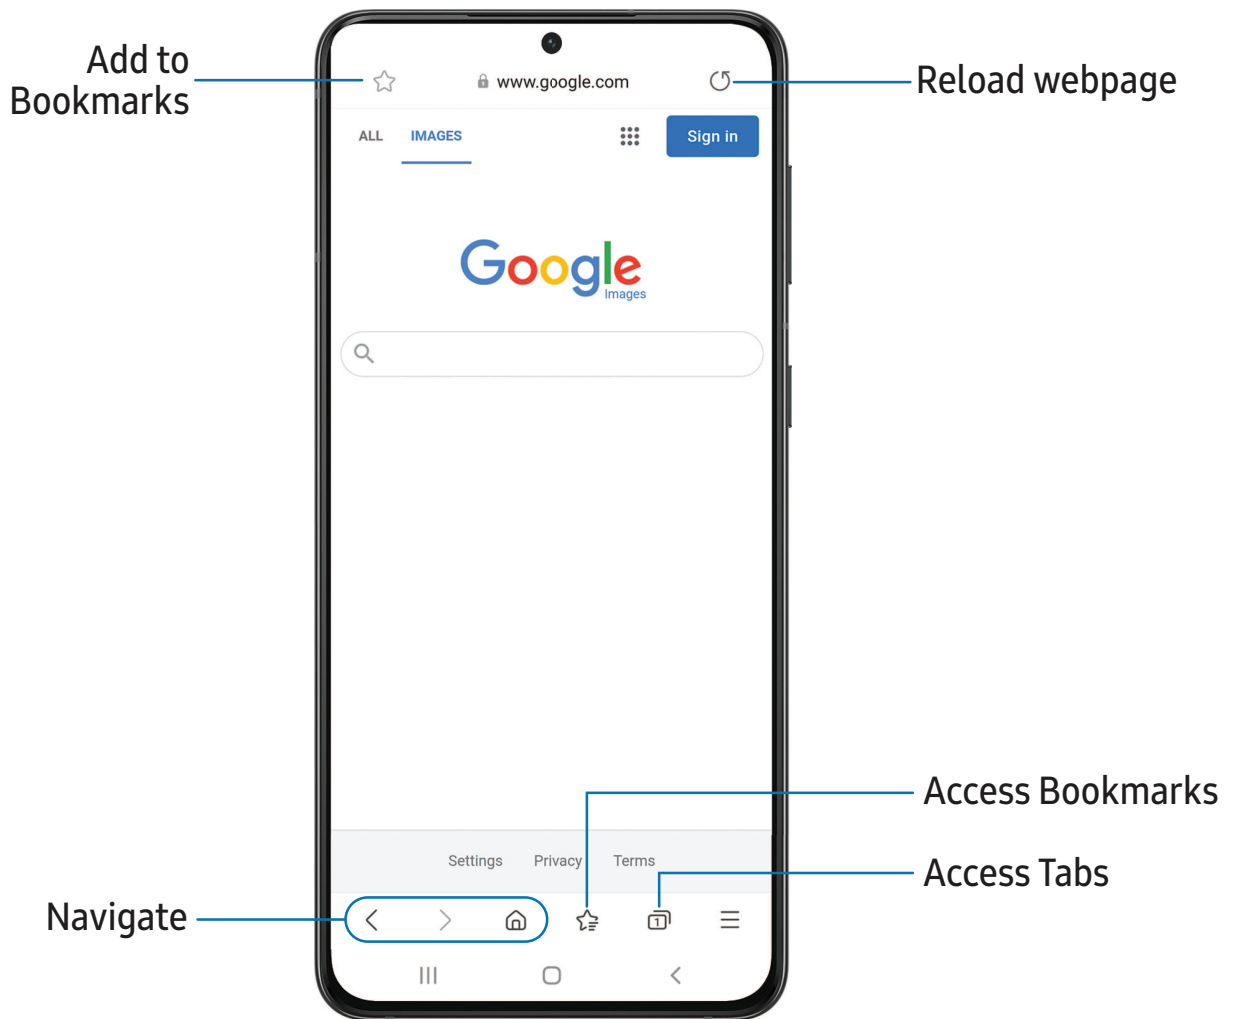 Add to
Bookmarks
www.google.com
Reload webpage
ALL IMAGES
Sign in
Google
Images
Access Bookmarks
Settings Privacy Terms
Access Tabs
Navigate
1